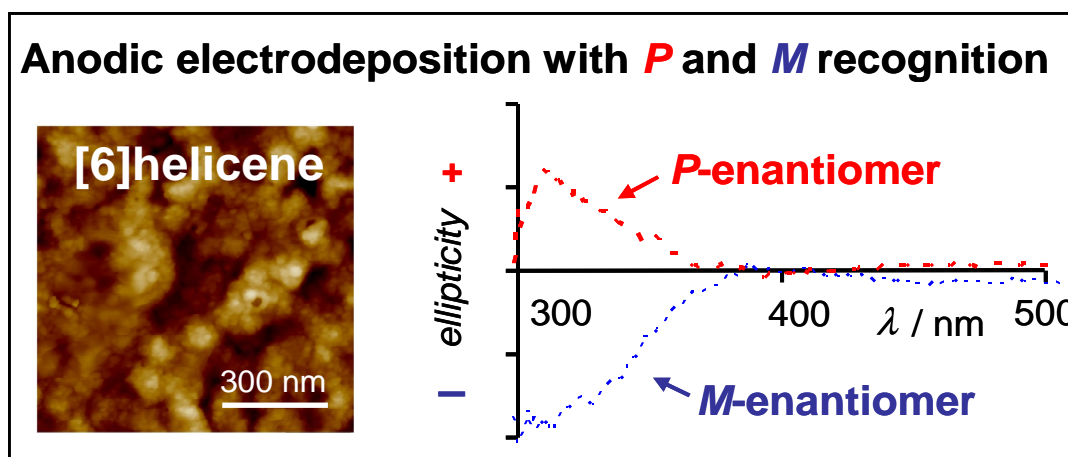 Anodic electrodeposition with P and M recognition
[6]helicene
300 nm
+
ellipticity
–
P-enantiomer
300
400
λ / nm
500
M-enantiomer